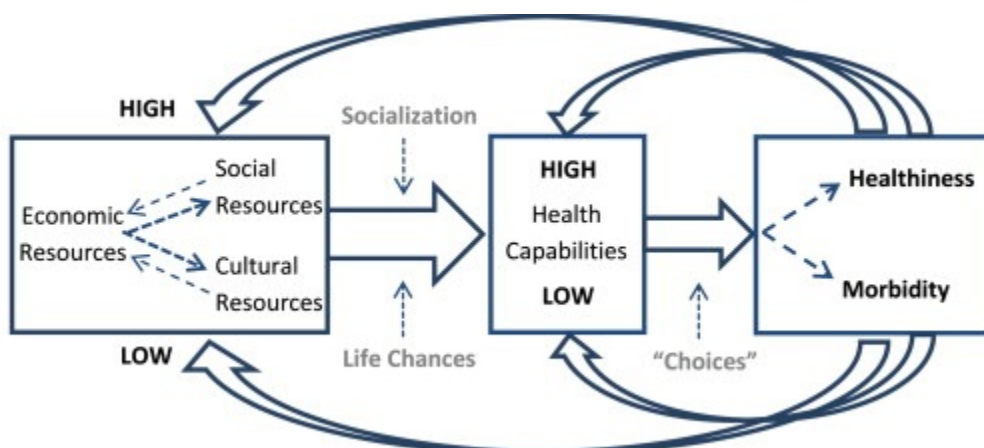 HIGH
Socialization
Social
Resources
Economic
Resources
Cultural
Resources
LOW
Life Chances
HIGH
Health
Capabilities
LOW
“Choices”
Healthiness
Morbidity